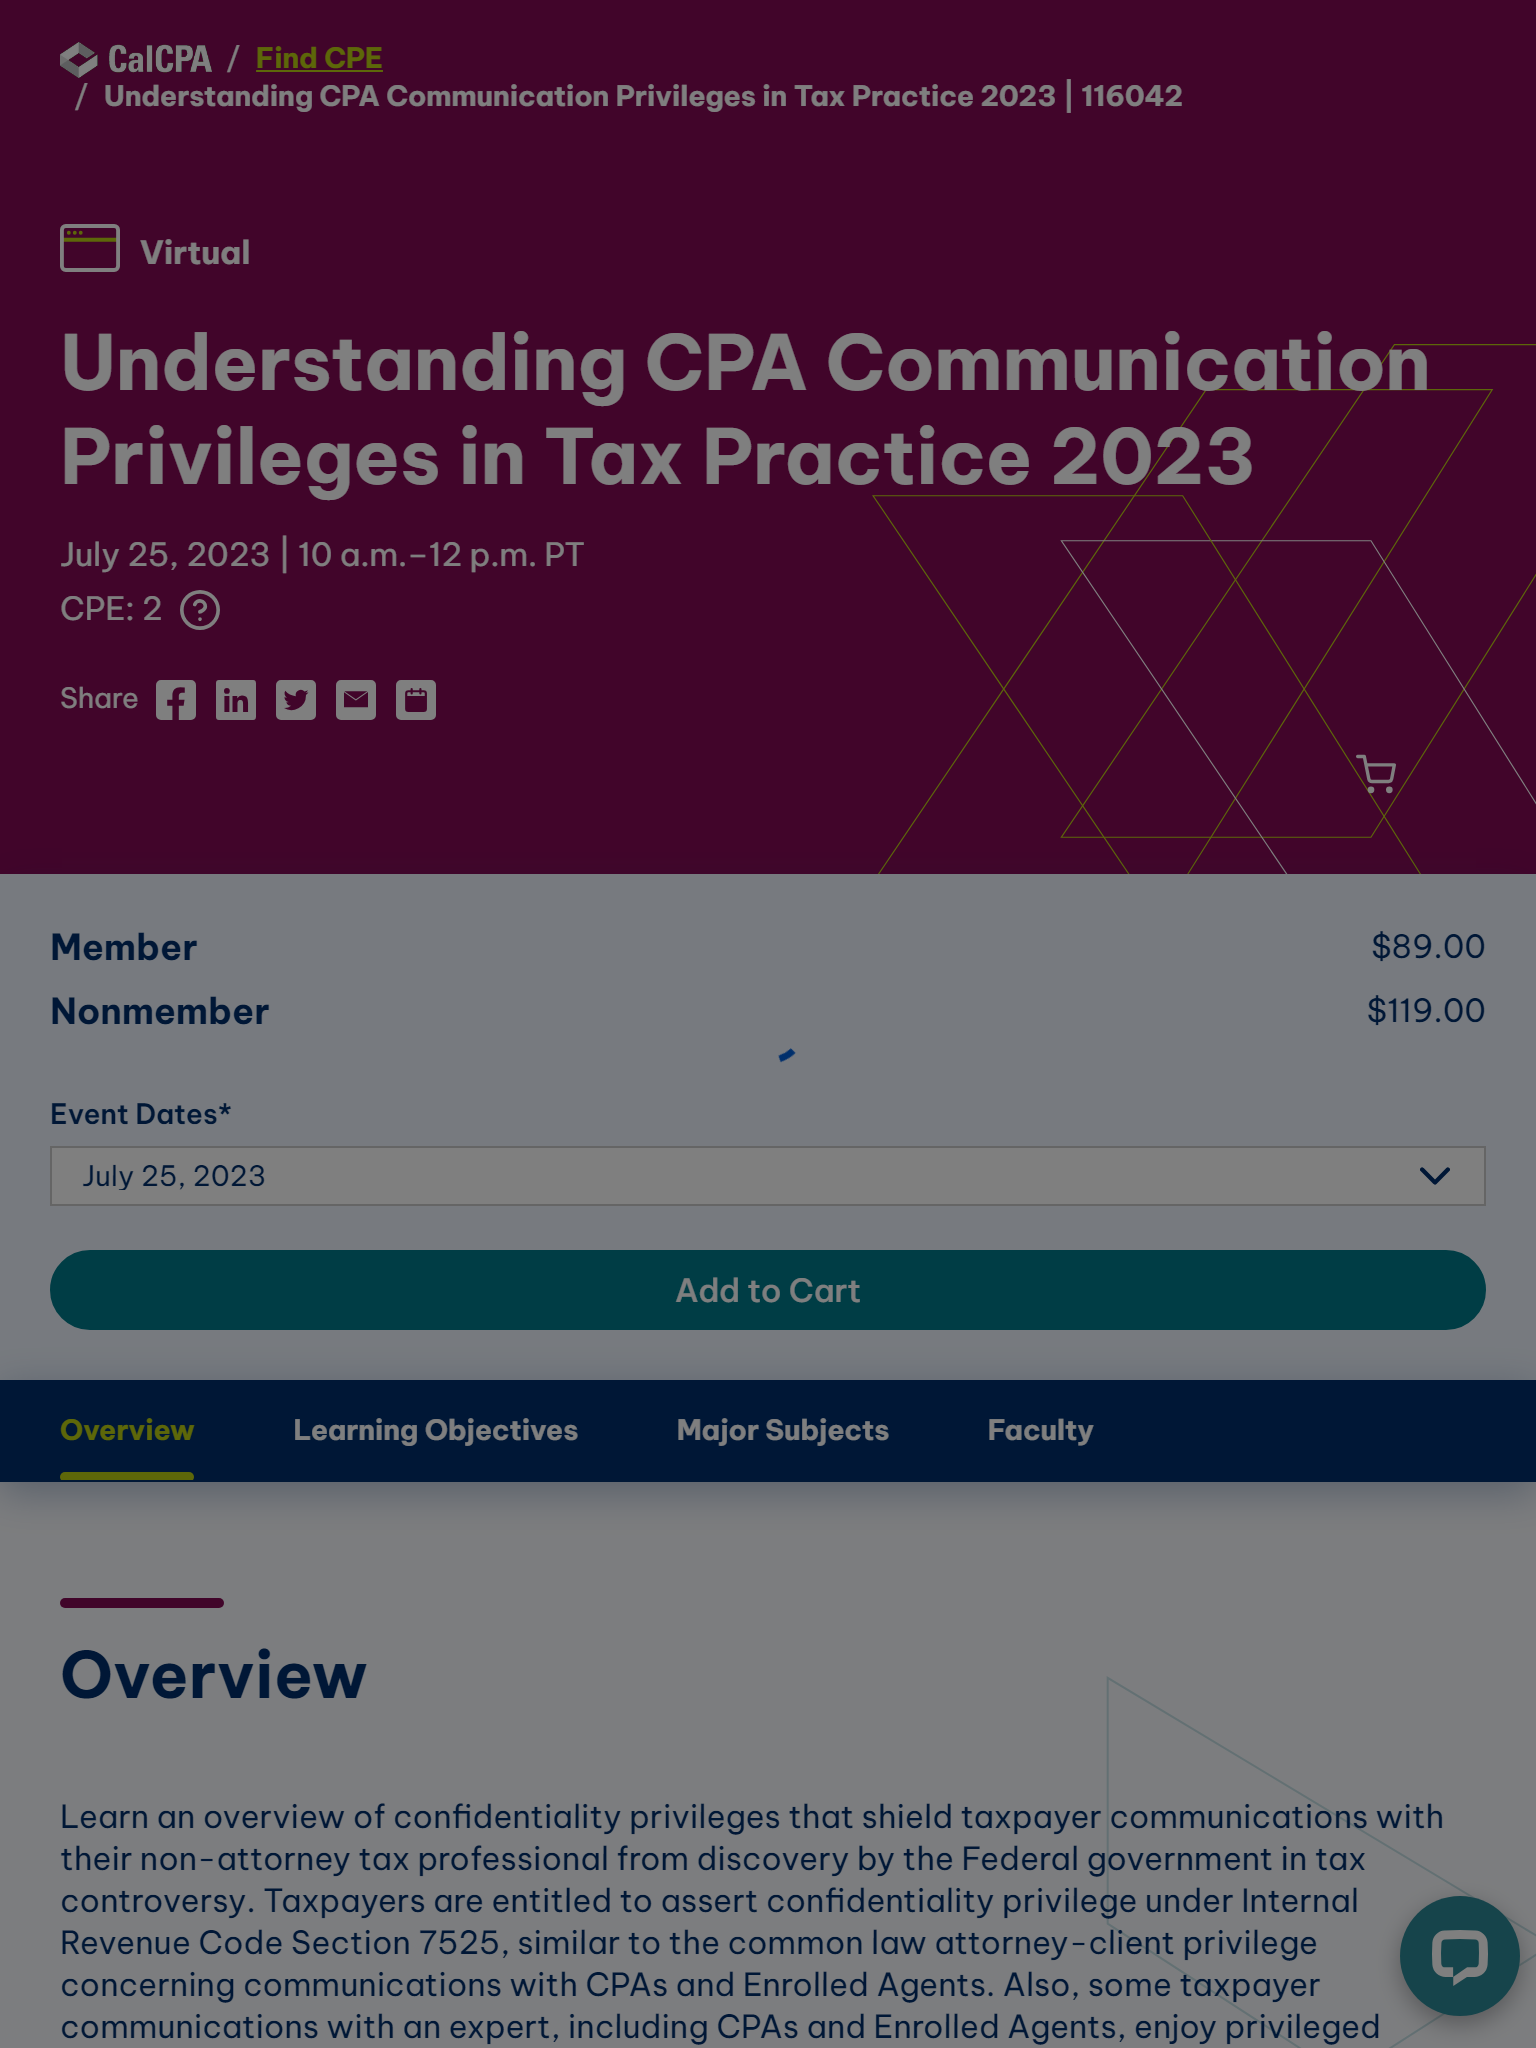 CalCPA / Find CPE
/ Understanding CPA Communication Privileges in Tax Practice 2023 | 116042
Virtual
Understanding CPA Communication
Privileges in Tax Practice 2023
July 25, 2023 | 10 a.m.–12 p.m. PT
CPE: 2
Share
Member $89.00
Nonmember $119.00
Event Dates*
July 25, 2023
Add to Cart
Overview Learning Objectives Major Subjects Faculty
Overview
Learn an overview of confidentiality privileges that shield taxpayer communications with
their non-attorney tax professional from discovery by the Federal government in tax
controversy. Taxpayers are entitled to assert confidentiality privilege under Internal
Revenue Code Section 7525, similar to the common law attorney-client privilege
concerning communications with CPAs and Enrolled Agents. Also, some taxpayer
communications with an expert, including CPAs and Enrolled Agents, enjoy privileged